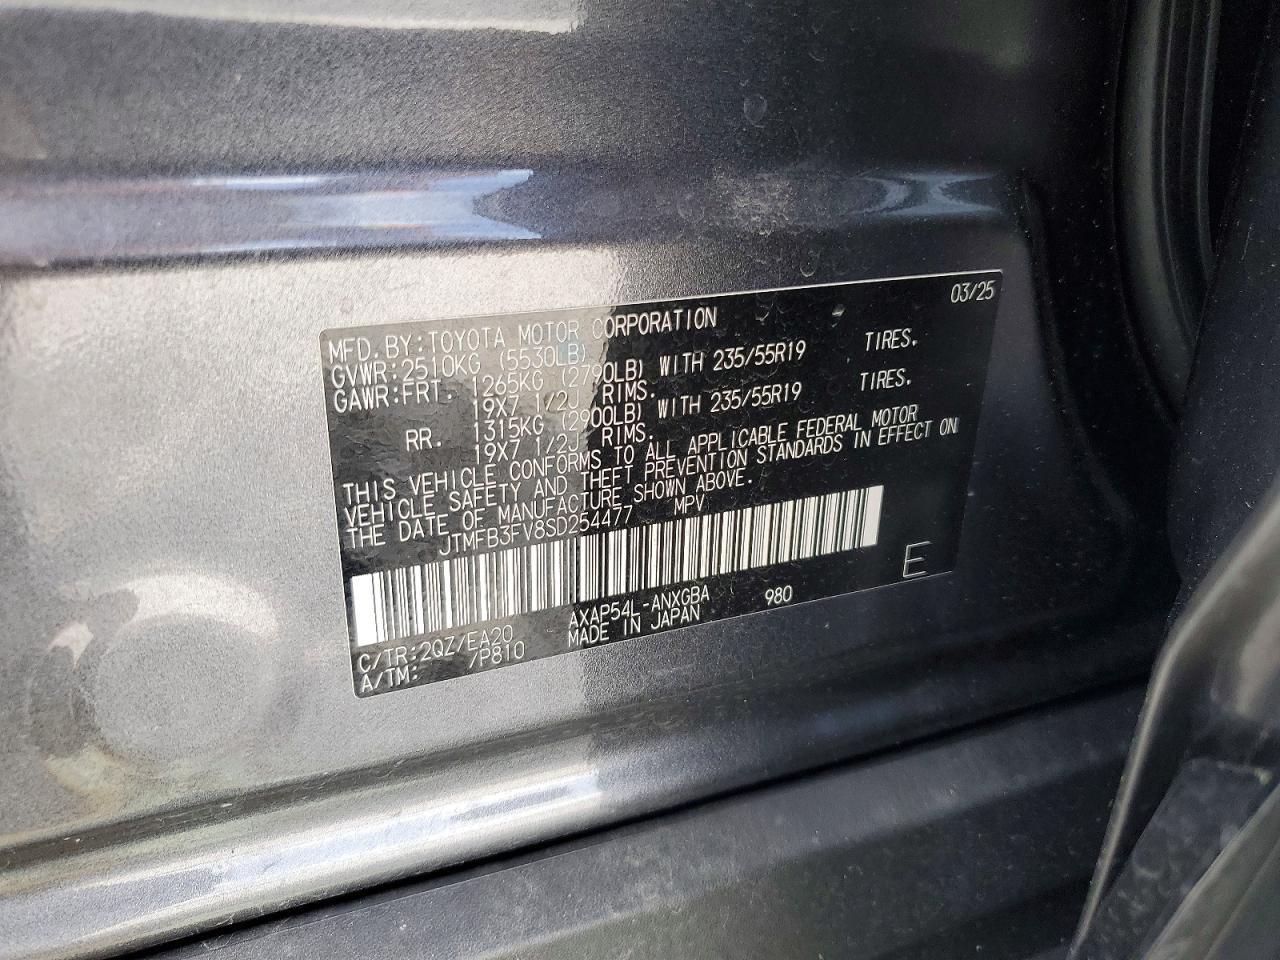 03/25
MFD.BY:TOYOTA MOTOR CORPORATION
GVWR:2510KG (5530LB)
GAWR:FRT. 1265KG (2790LB) WITH 235/55R19 TIRES.
19X7 1/2J RIMS.
RR. 1315KG (2900LB) WITH 235/55R19 TIRES.
19X7 1/2J RIMS.
THIS VEHICLE CONFORMS TO ALL APPLICABLE FEDERAL MOTOR
VEHICLE SAFETY AND THEFT PREVENTION STANDARDS IN EFFECT ON
THE DATE OF MANUFACTURE SHOWN ABOVE.
JTMFB3FV8SD254477 MPV
E
AXAP54L-ANXGBA 980
C/TR:2QZ/EA20 MADE IN JAPAN
A/TM: /P810